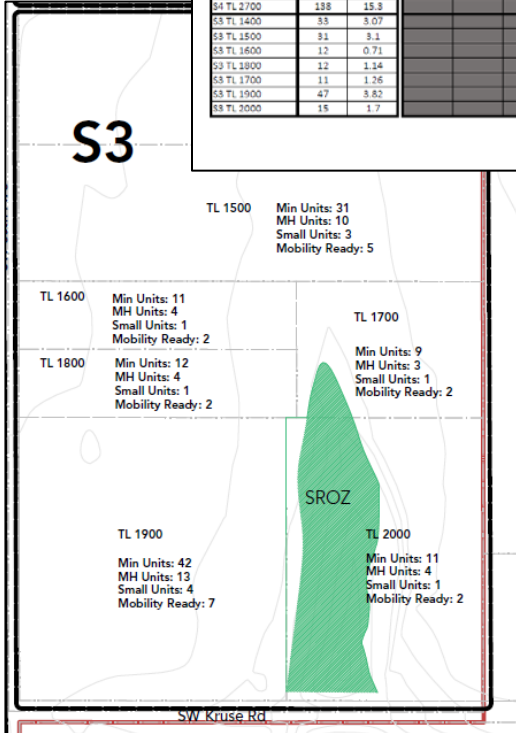 S4 TL 2700 138 15.3
S3 TL 1400 33 3.07
S3 TL 1500 31 3.1
S3 TL 1600 12 0.71
S3 TL 1800 12 1.14
S3 TL 1700 11 1.26
S3 TL 1900 47 3.82
S3 TL 2000 15 1.7
S3
TL 1500
Min Units: 31
MH Units: 10
Small Units: 3
Mobility Ready: 5
TL 1600
Min Units: 11
MH Units: 4
Small Units: 1
Mobility Ready: 2
TL 1700
Min Units: 9
MH Units: 3
Small Units: 1
Mobility Ready: 2
TL 1800
Min Units: 12
MH Units: 4
Small Units: 1
Mobility Ready: 2
SROZ
TL 1900
Min Units: 42
MH Units: 13
Small Units: 4
Mobility Ready: 7
TL 2000
Min Units: 11
MH Units: 4
Small Units: 1
Mobility Ready: 2
SW Kruse Rd